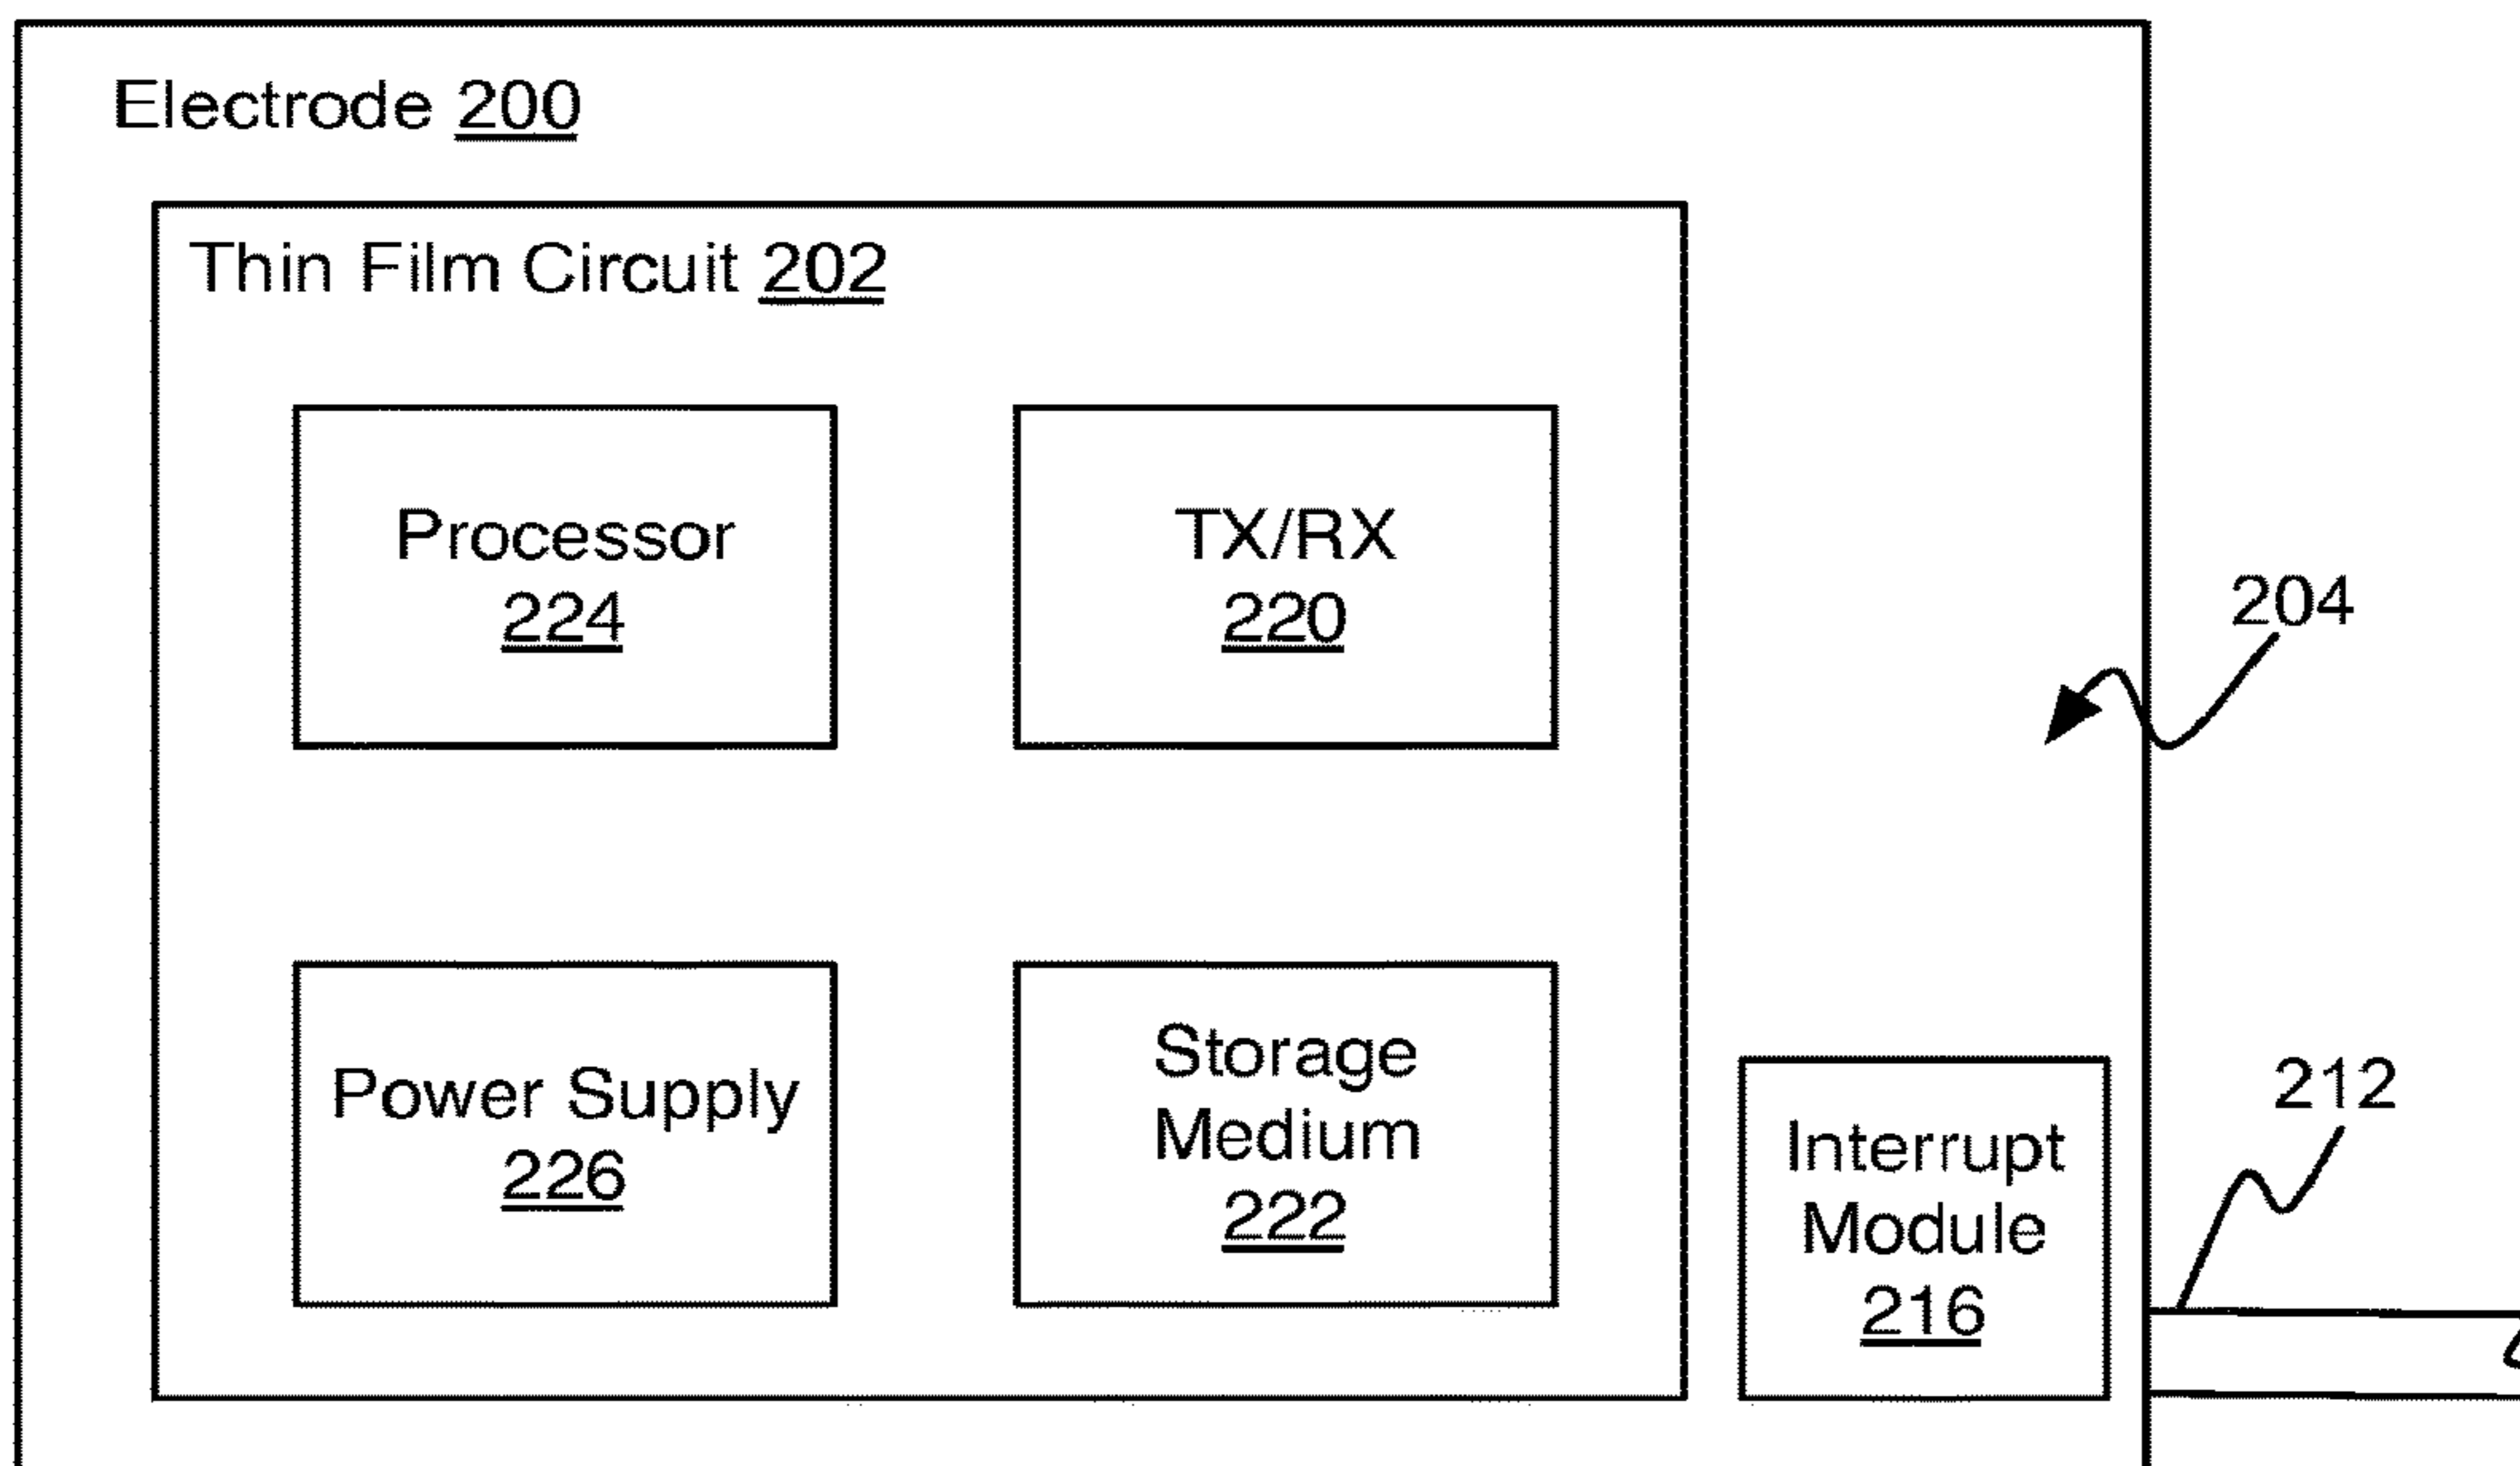 Electrode 200
Thin Film Circuit 202
Processor
224
TX/RX
220
204
Power Supply
226
Storage
Medium
222
Interrupt
Module
216
212